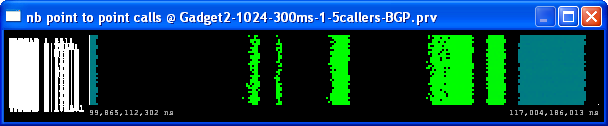 nb point to point calls @ Gadget2-1024-300ms-1-5callers-BGP.prv
99,865,112,302 ns
117,004,186,013 ns